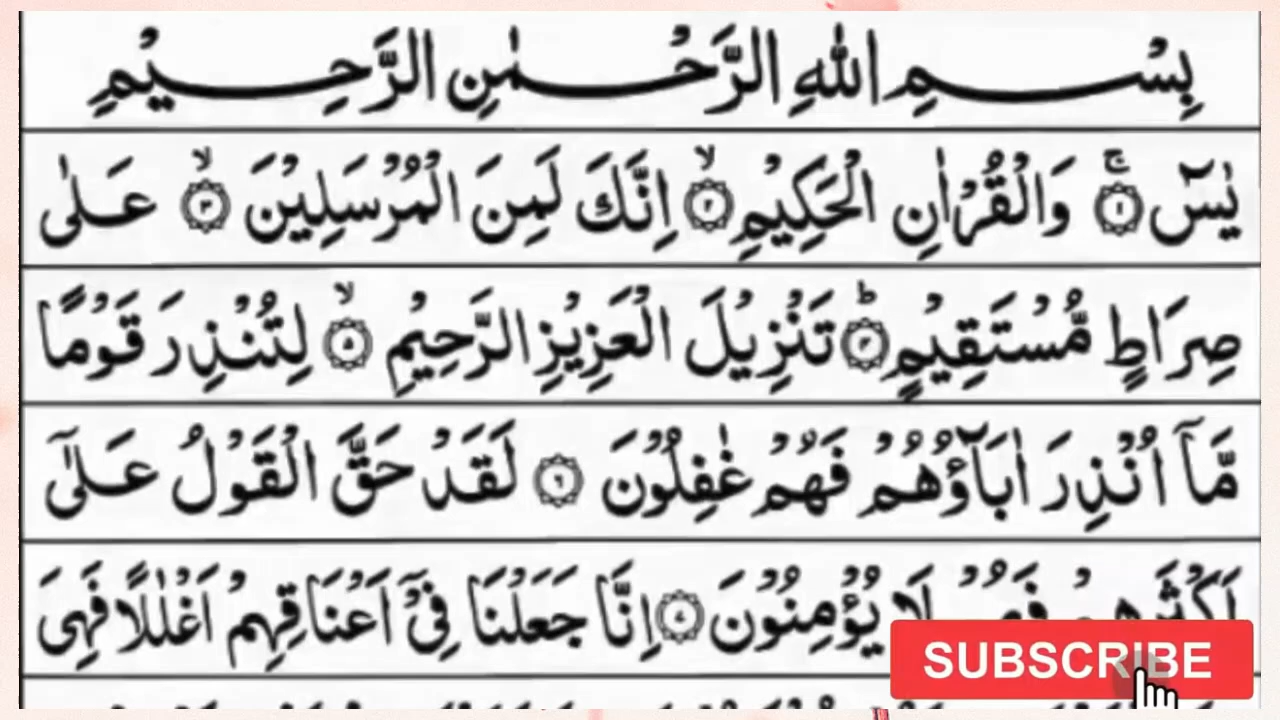 بِسْمِ اللّٰهِ الرَّحْمٰنِ الرَّحِيْمِ
يٰسٓ ۚ‏﴿۱﴾ وَالْقُرْاٰنِ الْحَكِيْمِ ۙ‏﴿۲﴾ اِنَّكَ لَمِنَ الْمُرْسَلِيْنَ ۙ‏﴿۳﴾ عَلٰى
صِرَاطٍ مُّسْتَقِيْمٍ ؕ‏﴿۴﴾ تَنْزِيْلَ الْعَزِيْزِ الرَّحِيْمِ ۙ‏﴿۵﴾ لِتُنْذِرَ قَوْمًا
مَّاۤ اُنْذِرَ اٰبَآؤُهُمْ فَهُمْ غٰفِلُوْنَ ﴿۶﴾ لَقَدْ حَقَّ الْقَوْلُ عَلٰٓى
اَكْثَرِهِمْ فَهُمْ لَا يُؤْمِنُوْنَ ﴿۷﴾ اِنَّا جَعَلْنَا فِىْۤ اَعْنَاقِهِمْ اَغْلٰلًا فَهِىَ
SUBSCRIBE